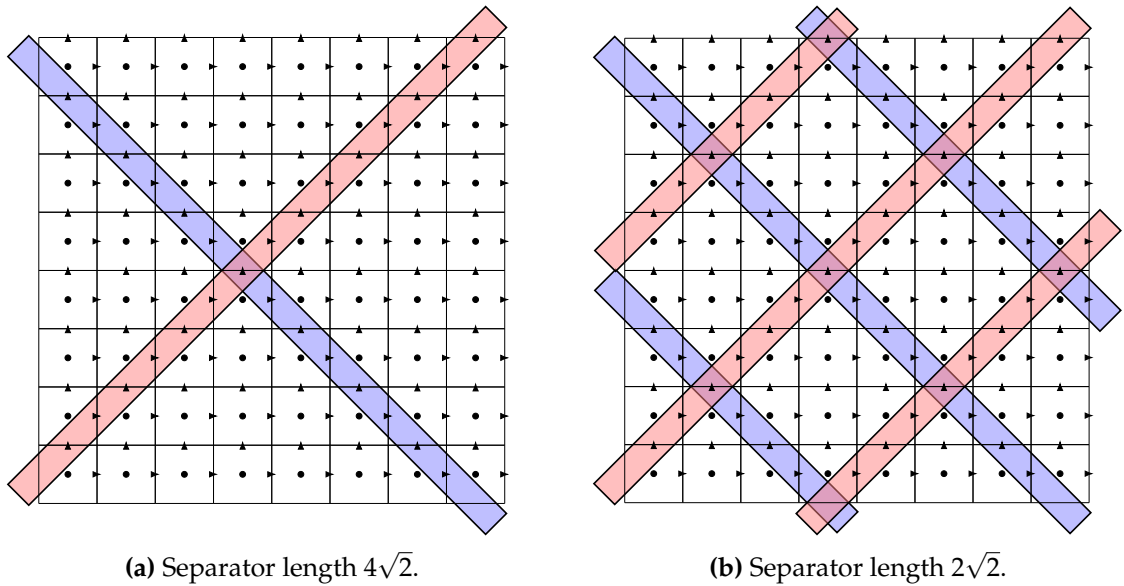 (a) Separator length 4√2.
(b) Separator length 2√2.